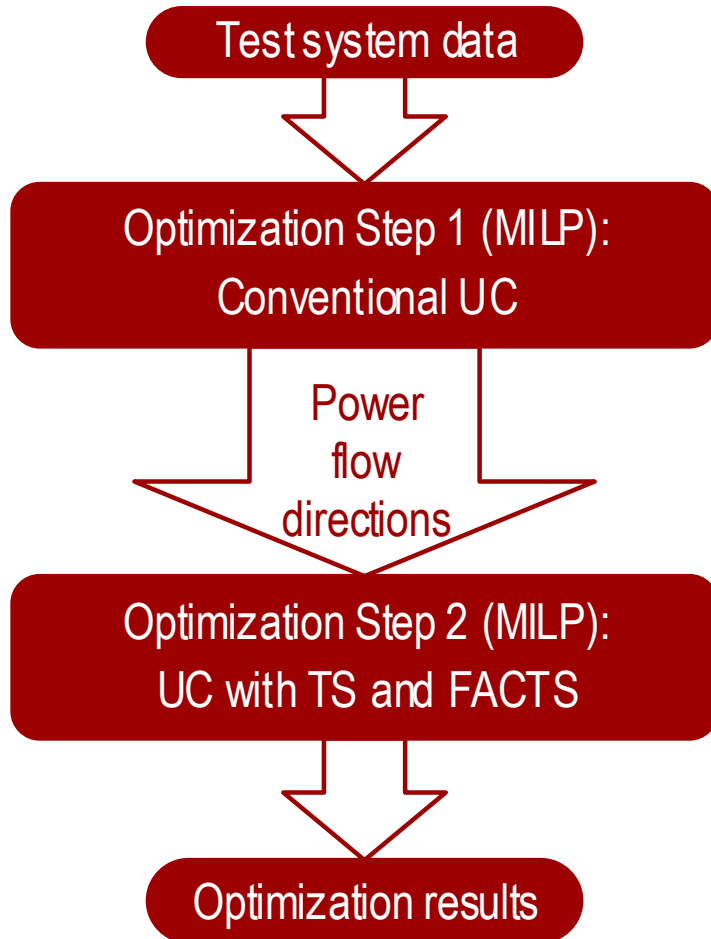 Test system data
Optimization Step 1 (MILP):
Conventional UC
Power
flow
directions
Optimization Step 2 (MILP):
UC with TS and FACTS
Optimization results